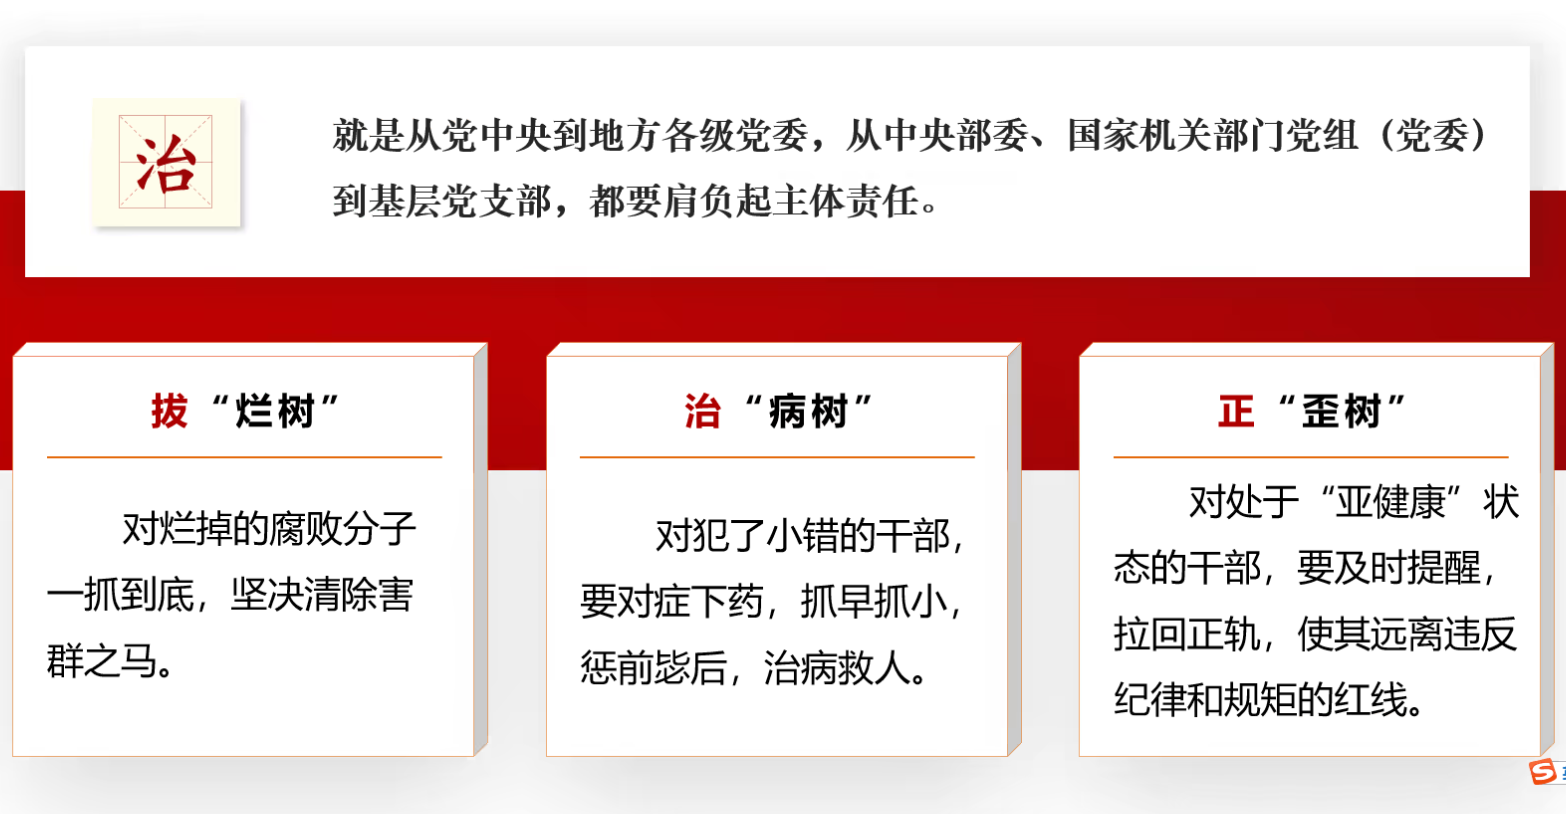 治
就是从党中央到地方各级党委，从中央部委、国家机关部门党组（党委）
到基层党支部，都要肩负起主体责任。
拔“烂树”
对烂掉的腐败分子
一抓到底，坚决清除害
群之马。
治“病树”
对犯了小错的干部，
要对症下药，抓早抓小，
惩前毖后，治病救人。
正“歪树”
对处于“亚健康”状
态的干部，要及时提醒，
拉回正轨，使其远离违反
纪律和规矩的红线。
S